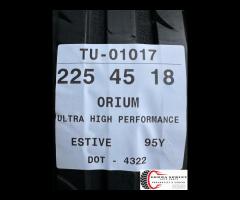 TU-01017
225 45 18
ORIUM
ULTRA HIGH PERFORMANCE
ESTIVE 95Y
DOT - 4322